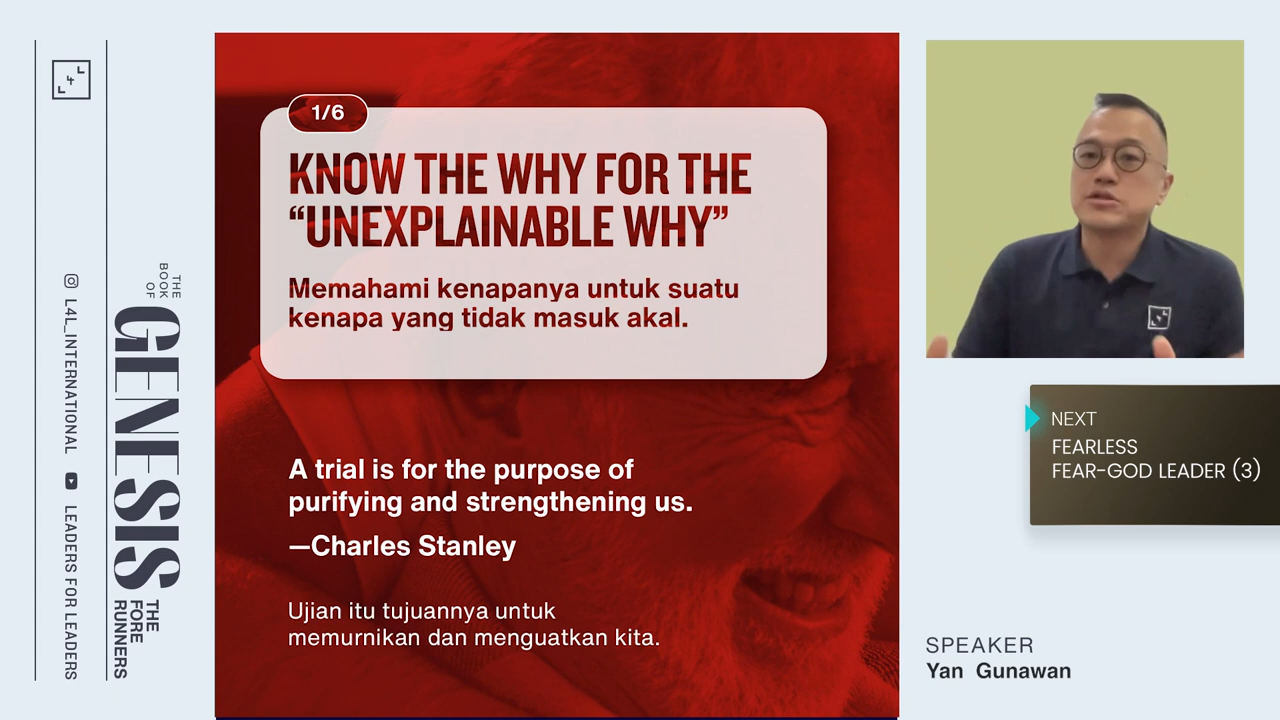 L4L_INTERNATIONAL
LEADERS FOR LEADERS
THE
BOOK
OF
GENESIS
THE
FORE
RUNNERS
1/6
KNOW THE WHY FOR THE
“UNEXPLAINABLE WHY”
Memahami kenapanya untuk suatu
kenapa yang tidak masuk akal.
A trial is for the purpose of
purifying and strengthening us.
—Charles Stanley
Ujian itu tujuannya untuk
memurnikan dan menguatkan kita.
NEXT
FEARLESS
FEAR-GOD LEADER (3)
SPEAKER
Yan Gunawan